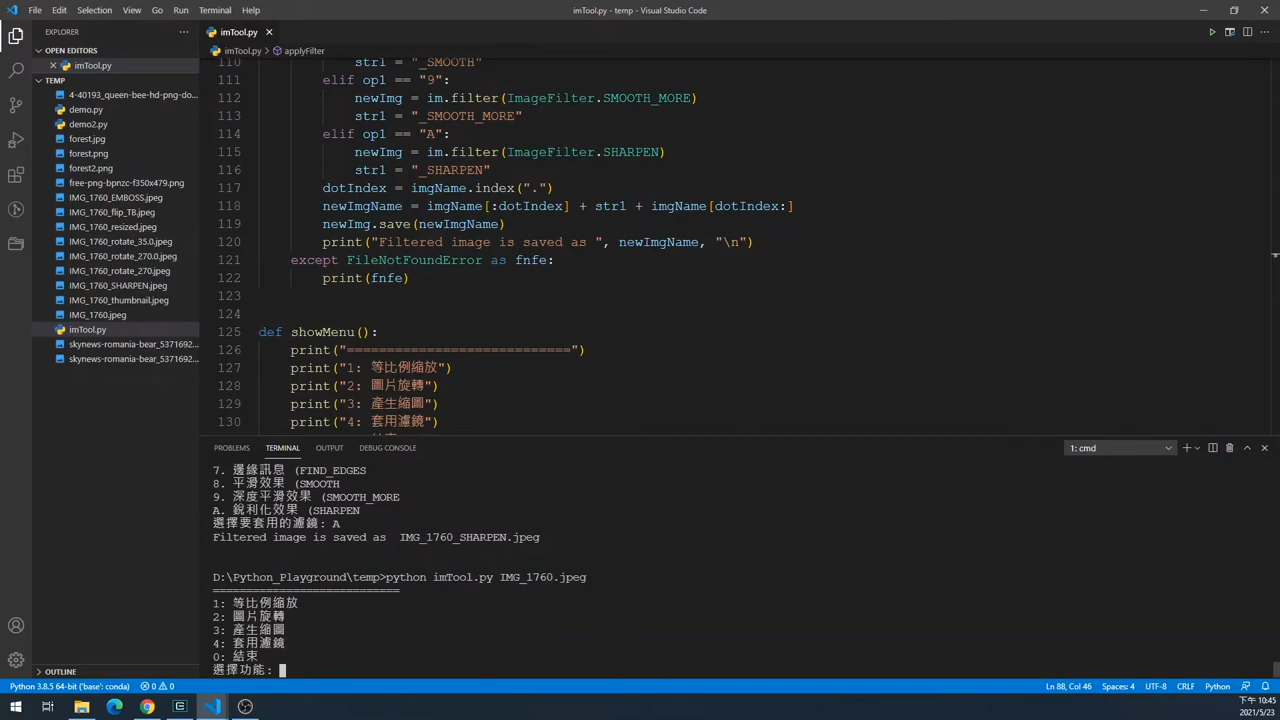 File Edit Selection View Go Run Terminal Help
imTool.py - temp - Visual Studio Code
EXPLORER
OPEN EDITORS
imTool.py
TEMP
4-40193_queen-bee-hd-png-do...
demo.py
demo2.py
forest.jpg
forest.png
forest2.png
free-png-bpnzc-f350x479.png
IMG_1760_EMBOSS.jpeg
IMG_1760_flip_TB.jpeg
IMG_1760_resized.jpeg
IMG_1760_rotate_35.0.jpeg
IMG_1760_rotate_270.0.jpeg
IMG_1760_rotate_270.jpeg
IMG_1760_SHARPEN.jpeg
IMG_1760_thumbnail.jpeg
IMG_1760.jpeg
imTool.py
skynews-romania-bear_5371692...
skynews-romania-bear_5371692...
OUTLINE
imTool.py
imTool.py > applyFilter
110 str1 = "_SMOOTH"
111 elif op1 == "9":
112 newImg = im.filter(ImageFilter.SMOOTH_MORE)
113 str1 = "_SMOOTH_MORE"
114 elif op1 == "A":
115 newImg = im.filter(ImageFilter.SHARPEN)
116 str1 = "_SHARPEN"
117 dotIndex = imgName.index(".")
118 newImgName = imgName[:dotIndex] + str1 + imgName[dotIndex:]
119 newImg.save(newImgName)
120 print("Filtered image is saved as ", newImgName, "\n")
121 except FileNotFoundError as fnfe:
122 print(fnfe)
123
124
125 def showMenu():
126 print("============================")
127 print("1: 等比例縮放")
128 print("2: 圖片旋轉")
129 print("3: 產生縮圖")
130 print("4: 套用濾鏡")
PROBLEMS TERMINAL OUTPUT DEBUG CONSOLE
1: cmd
7. 邊緣訊息 (FIND_EDGES
8. 平滑效果 (SMOOTH
9. 深度平滑效果 (SMOOTH_MORE
A. 銳利化效果 (SHARPEN
選擇要套用的濾鏡: A
Filtered image is saved as  IMG_1760_SHARPEN.jpeg
D:\Python_Playground\temp>python imTool.py IMG_1760.jpeg
============================
1: 等比例縮放
2: 圖片旋轉
3: 產生縮圖
4: 套用濾鏡
0: 結束
選擇功能:
Python 3.8.5 64-bit ('base': conda) 0 0
Ln 88, Col 46 Spaces: 4 UTF-8 CRLF Python
下午 10:45
2021/5/23